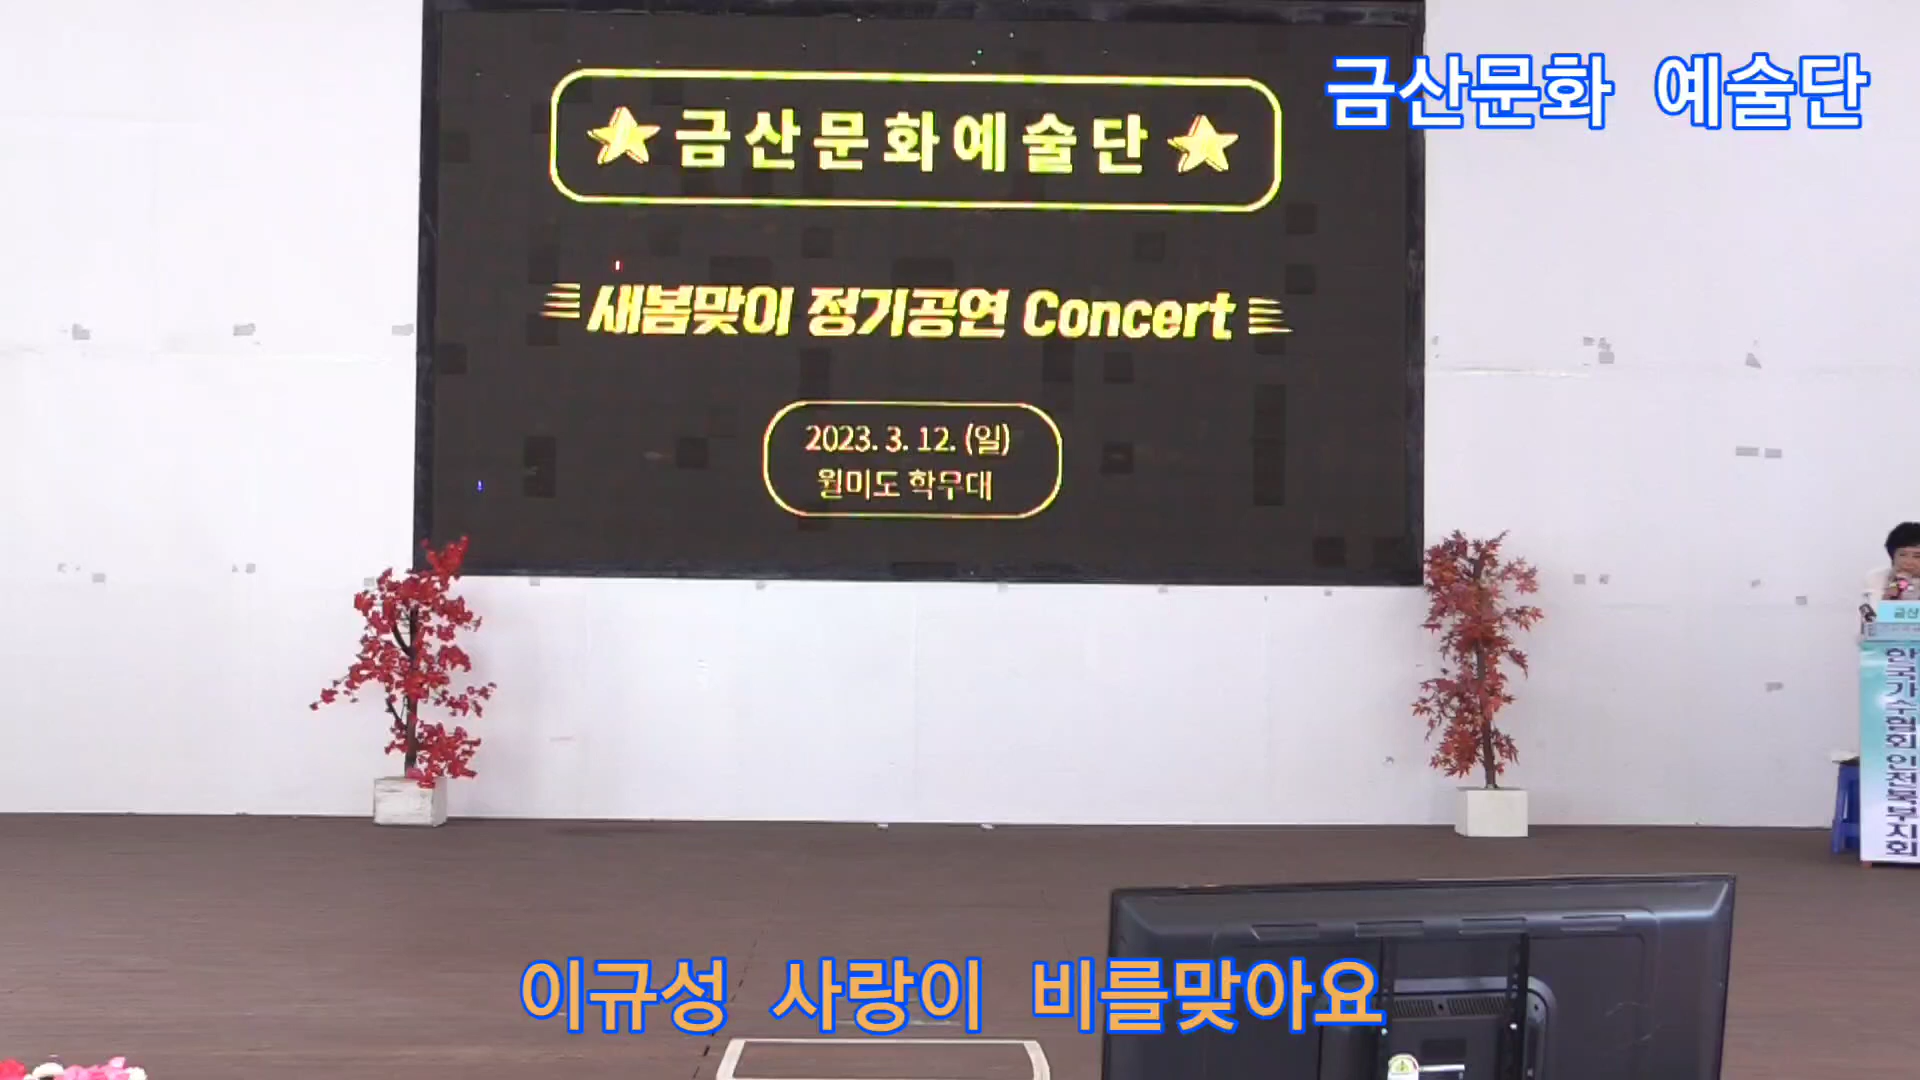 금산문화 예술단
금산문화예술단
새봄맞이 정기공연 Concert
2023. 3. 12. (일)
월미도 학무대
금산
한국가수협회 인천북부지회
이규성 사랑이 비를맞아요